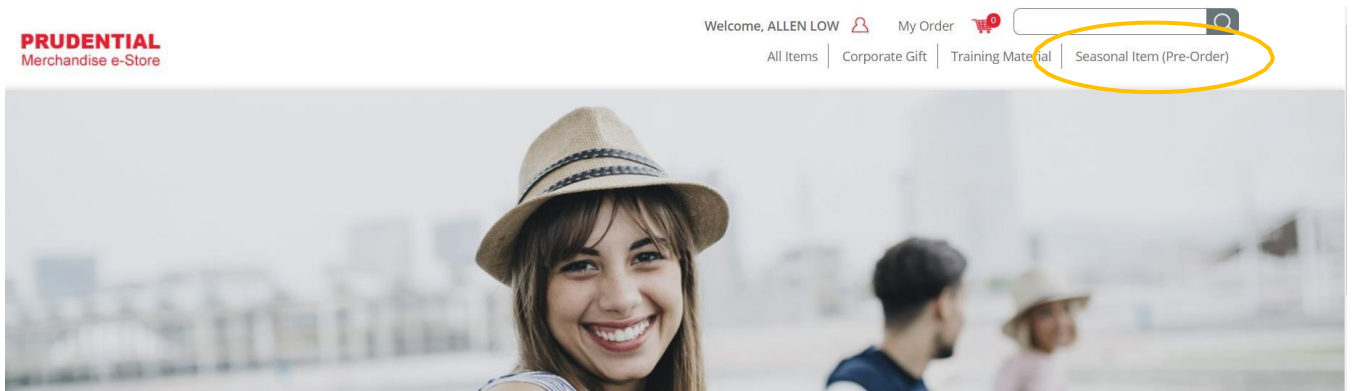 Welcome, ALLEN LOW My Order 0
PRUDENTIAL
Merchandise e-Store
All Items Corporate Gift Training Material Seasonal Item (Pre-Order)